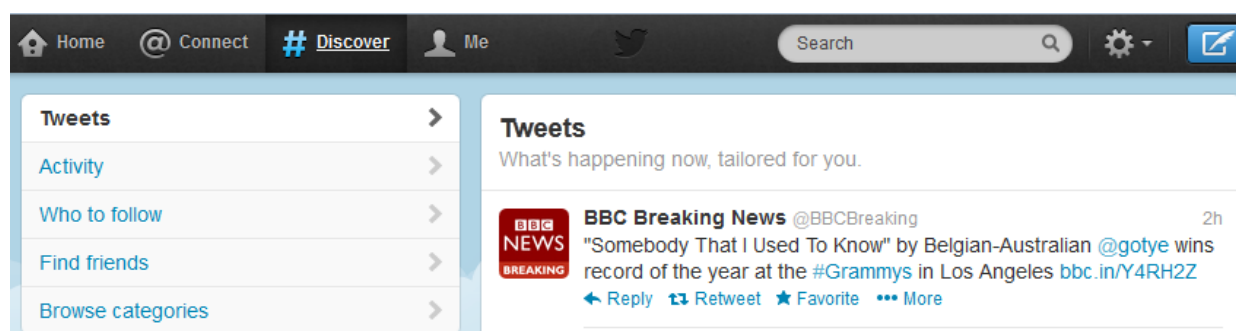 Home @ Connect # Discover Me Search
Tweets
Activity
Who to follow
Find friends
Browse categories
Tweets
What's happening now, tailored for you.
BBC NEWS BREAKING
BBC Breaking News @BBCBreaking 2h
"Somebody That I Used To Know" by Belgian-Australian @gotye wins
record of the year at the #Grammys in Los Angeles bbc.in/Y4RH2Z
Reply Retweet Favorite ••• More